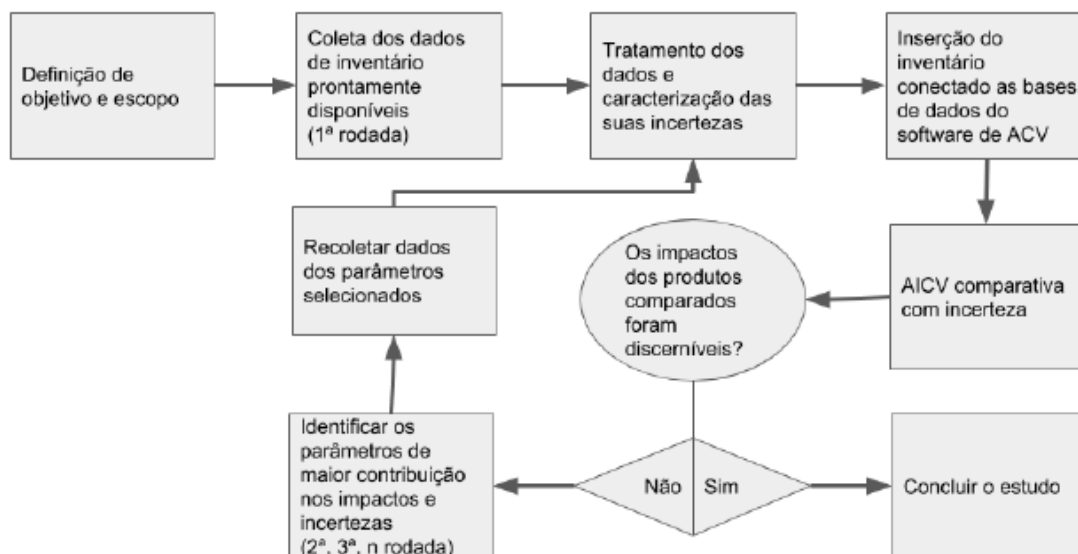 Definição de
objetivo e escopo
Coleta dos dados
de inventário
prontamente
disponíveis
(1ª rodada)
Tratamento dos
dados e
caracterização das
suas incertezas
Inserção do
inventário
conectado as bases
de dados do
software de ACV
AICV comparativa
com incerteza
Os impactos
dos produtos
comparados
foram
discerníveis?
Não
Sim
Concluir o estudo
Identificar os
parâmetros de
maior contribuição
nos impactos e
incertezas
(2ª, 3ª, n rodada)
Recoletar dados
dos parâmetros
selecionados